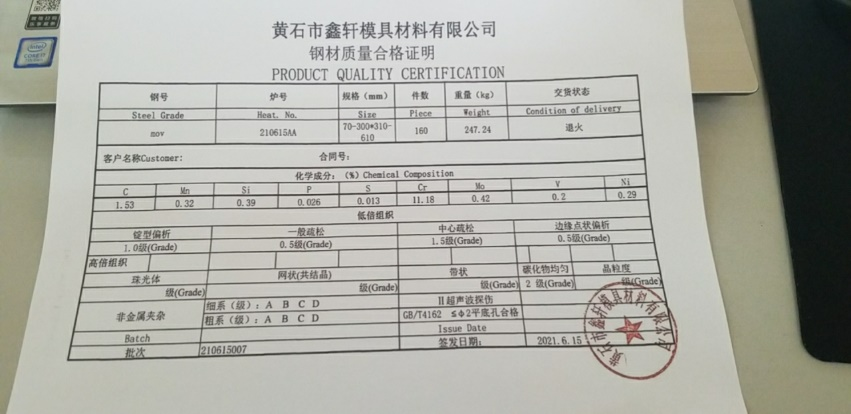 黄石市鑫轩模具材料有限公司
钢材质量合格证明
PRODUCT QUALITY CERTIFICATION
钢号 炉号 规格（mm） 件数 重量（kg） 交货状态
Steel Grade Heat. No. Size Piece Weight Condition of delivery
mov 210615AA 70-300*310-610 160 247.24 退火
客户名称Customer: 合同号:
化学成分：（%）Chemical Composition
C Mn Si P S Cr Mo V Ni
1.53 0.32 0.39 0.026 0.013 11.18 0.42 0.2 0.29
低倍组织
锭型偏析 一般疏松 中心疏松 边缘点状偏析
1.0级(Grade) 0.5级(Grade) 1.5级(Grade) 0.5级(Grade)
高倍组织
珠光体 网状(共结晶) 带状 碳化物均匀 晶粒度
级(Grade) 级(Grade) 级(Grade) 2 级(Grade) 级(Grade)
非金属夹杂 细系（级）：A B C D II超声波探伤
粗系（级）：A B C D GB/T4162 ≤Φ2平底孔合格
Batch Issue Date
批次 210615007 签发日期: 2021.6.15
黄石市鑫轩模具材料有限公司
intel
CORE